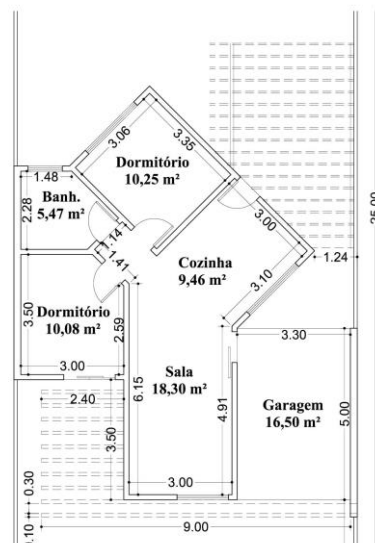 3.06
3.35
Dormitório
10,25 m²
1.48
Banh.
5,47 m²
2.28
1.14
1.41
3.00
Cozinha
9,46 m²
3.10
1.24
25.00
3.50
Dormitório
10,08 m²
2.59
3.00
3.30
2.40
3.50
6.15
Sala
18,30 m²
4.91
3.00
Garagem
16,50 m²
5.00
0.30
9.00